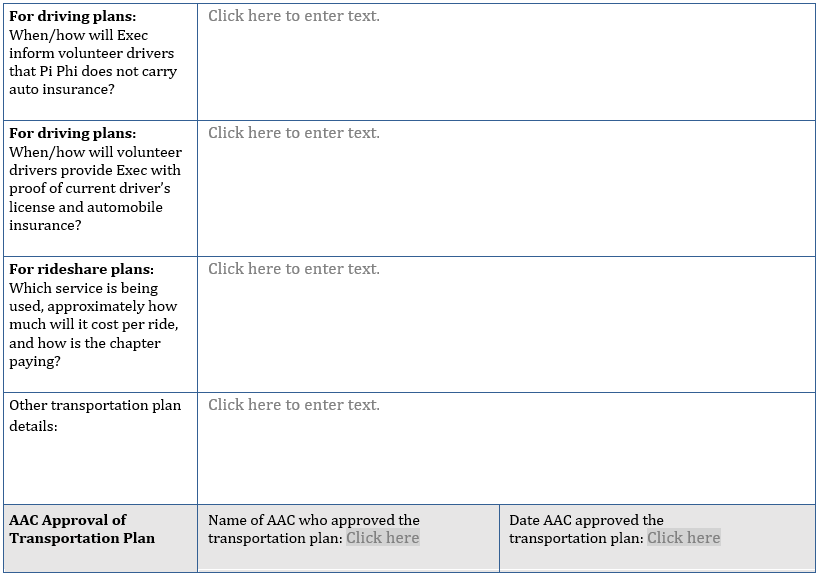 For driving plans:
When/how will Exec
inform volunteer drivers
that Pi Phi does not carry
auto insurance?
Click here to enter text.
For driving plans:
When/how will volunteer
drivers provide Exec with
proof of current driver's
license and automobile
insurance?
Click here to enter text.
For rideshare plans:
Which service is being
used, approximately how
much will it cost per ride,
and how is the chapter
paying?
Click here to enter text.
Other transportation plan
details:
Click here to enter text.
AAC Approval of
Transportation Plan
Name of AAC who approved the
transportation plan: Click here
Date AAC approved the
transportation plan: Click here